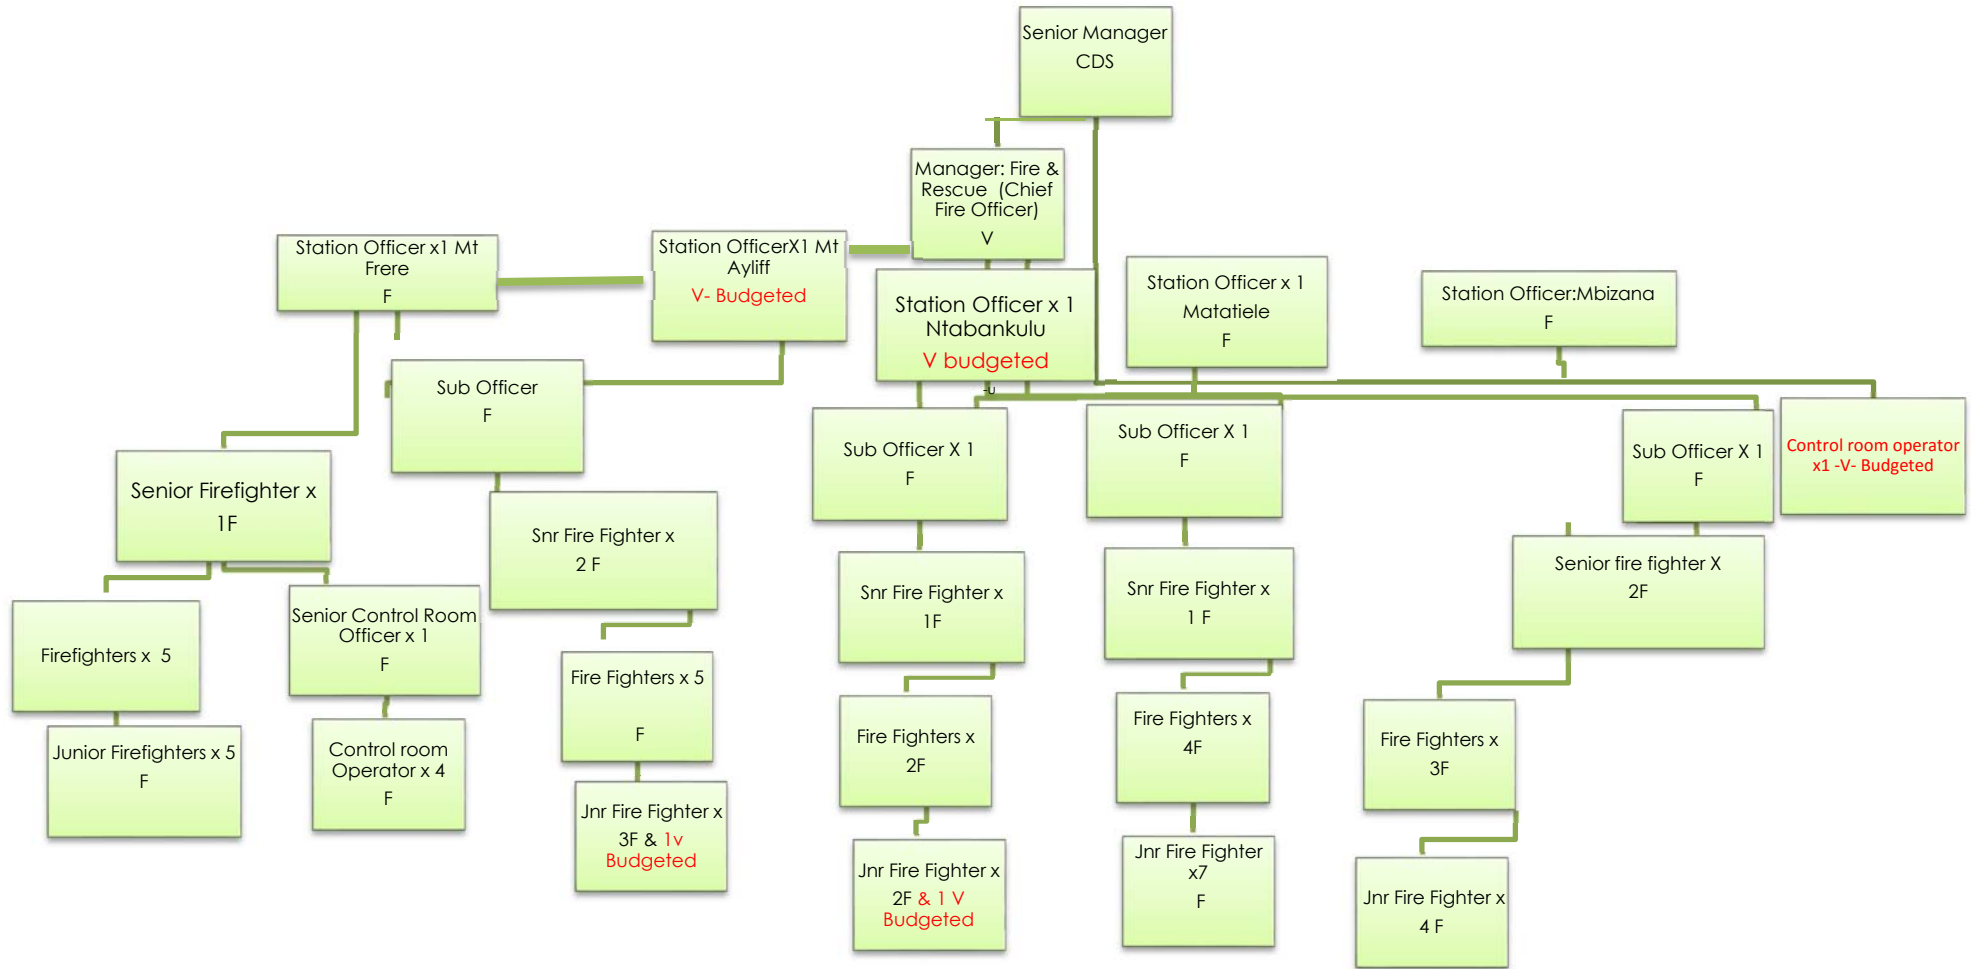 Senior Manager
CDS
Manager: Fire &
Rescue (Chief
Fire Officer)
V
Station Officer x1 Mt
Frere
F
Station OfficerX1 Mt
Ayliff
V- Budgeted
Station Officer x 1
Ntabankulu
V budgeted
Station Officer x 1
Matatiele
F
Station Officer:Mbizana
F
Sub Officer
F
-u
Sub Officer X 1
F
Sub Officer X 1
F
Sub Officer X 1
F
Control room operator
x1 -V- Budgeted
Senior Firefighter x
1F
Snr Fire Fighter x
2 F
Snr Fire Fighter x
1F
Snr Fire Fighter x
1 F
Senior fire fighter X
2F
Firefighters x 5
Senior Control Room
Officer x 1
F
Fire Fighters x 5
F
Fire Fighters x
2F
Fire Fighters x
4F
Fire Fighters x
3F
Junior Firefighters x 5
F
Control room
Operator x 4
F
Jnr Fire Fighter x
3F & 1v
Budgeted
Jnr Fire Fighter x
2F & 1 V
Budgeted
Jnr Fire Fighter
x7
F
Jnr Fire Fighter x
4 F